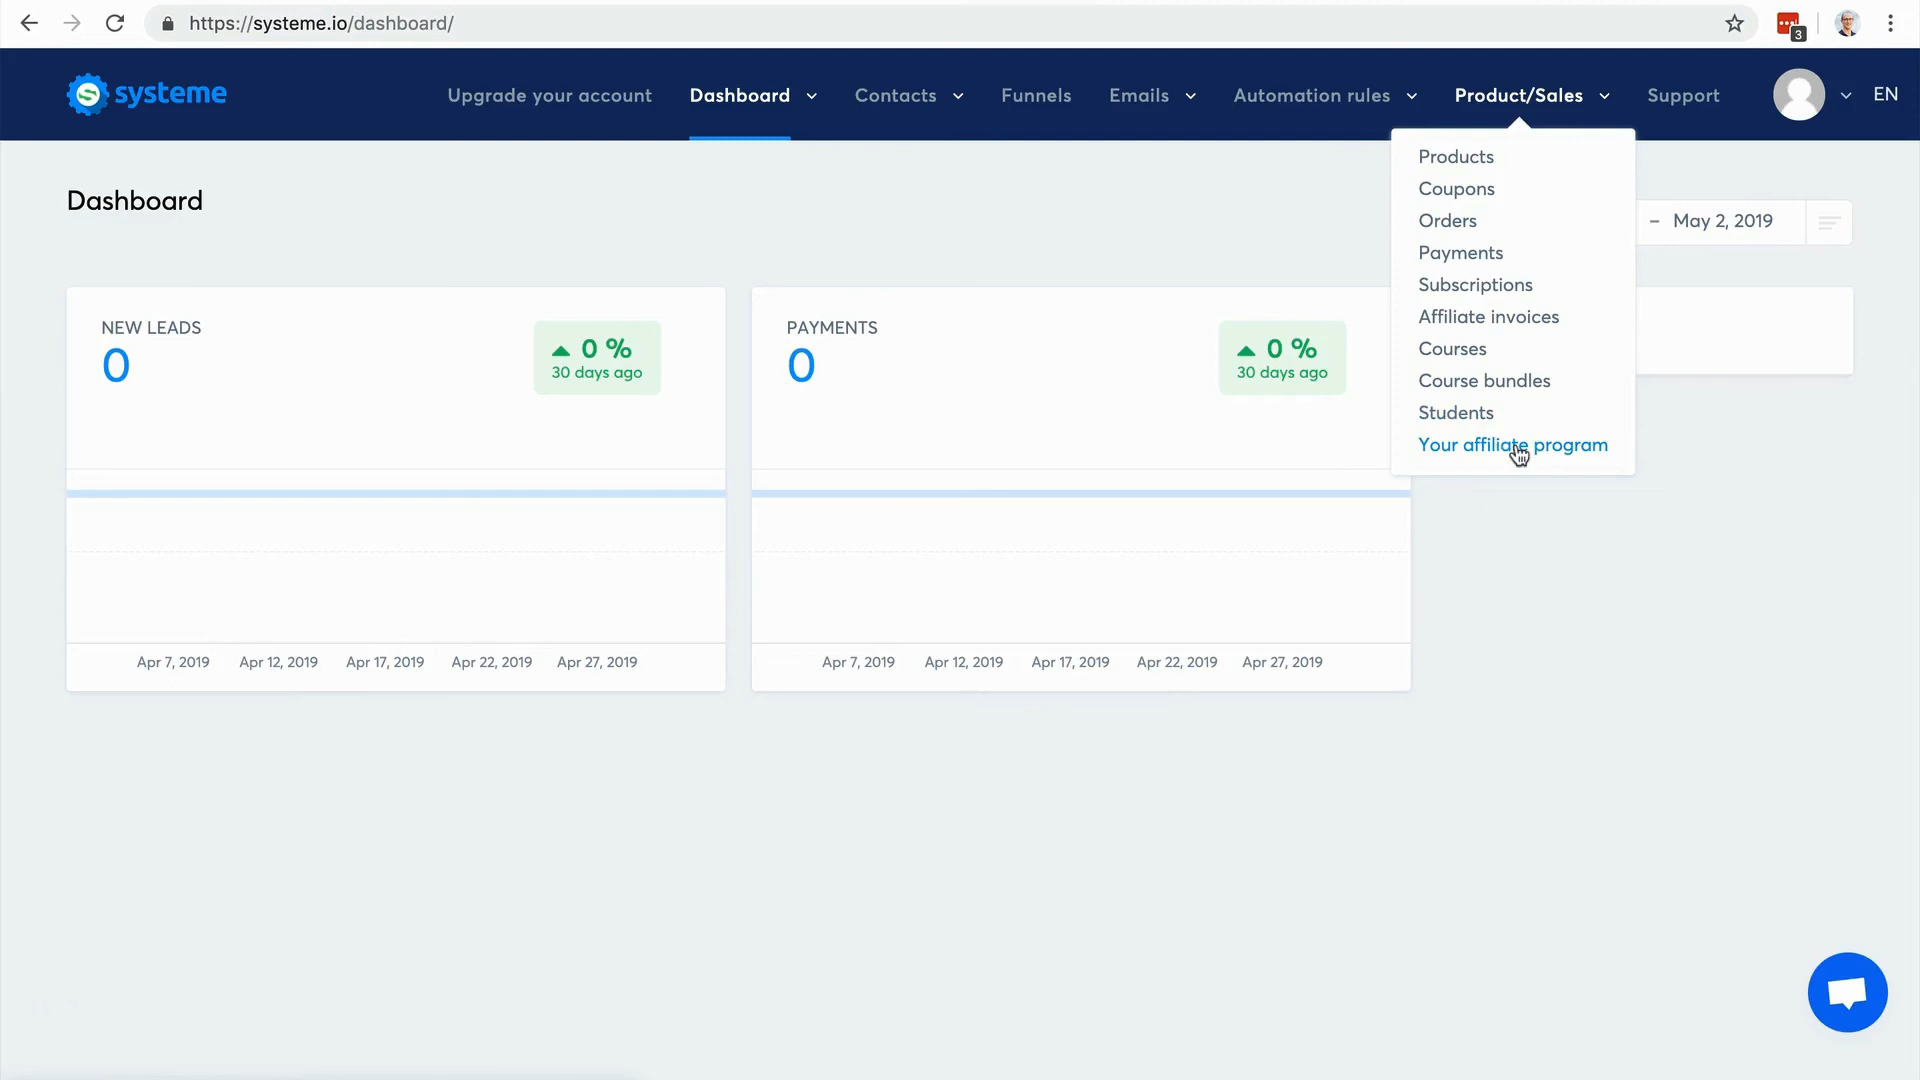 https://systeme.io/dashboard/
3
systeme
Upgrade your account
Dashboard
Contacts
Funnels
Emails
Automation rules
Product/Sales
Support
EN
Products
Coupons
Orders
Payments
Subscriptions
Affiliate invoices
Courses
Course bundles
Students
Your affiliate program
Dashboard
– May 2, 2019
NEW LEADS
0
0 %
30 days ago
Apr 7, 2019
Apr 12, 2019
Apr 17, 2019
Apr 22, 2019
Apr 27, 2019
PAYMENTS
0
0 %
30 days ago
Apr 7, 2019
Apr 12, 2019
Apr 17, 2019
Apr 22, 2019
Apr 27, 2019